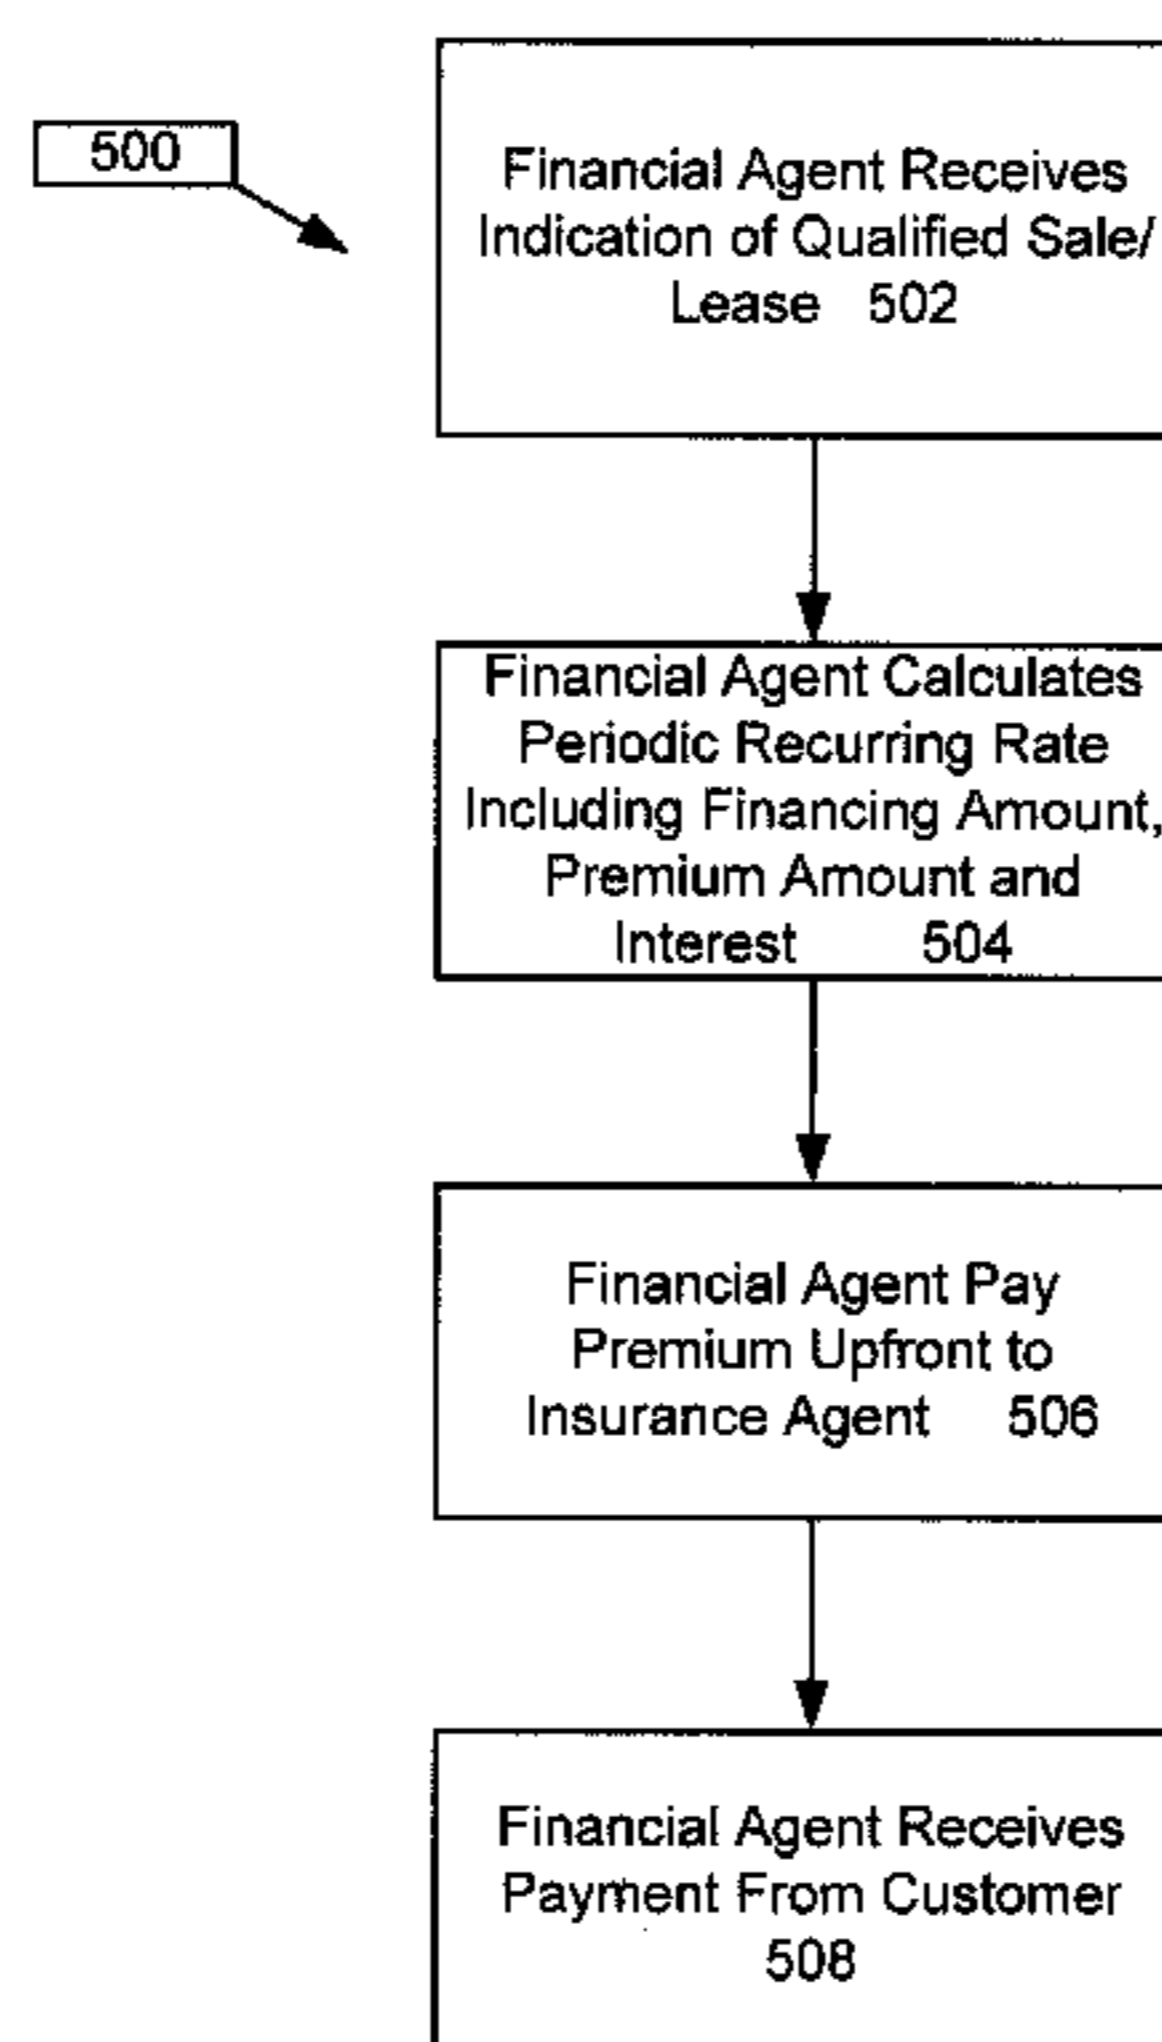 500
Financial Agent Receives
Indication of Qualified Sale/
Lease 502
Financial Agent Calculates
Periodic Recurring Rate
Including Financing Amount,
Premium Amount and
Interest 504
Financial Agent Pay
Premium Upfront to
Insurance Agent 506
Financial Agent Receives
Payment From Customer
508